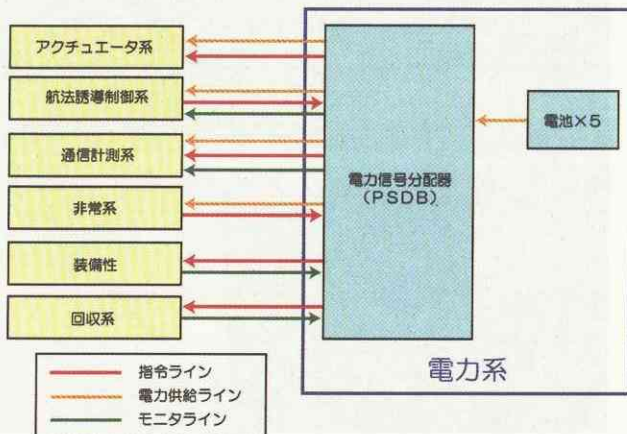 アクチュエータ系
航法誘導制御系
通信計測系
非常系
装備性
回収系
電力信号分配器
(PSDB)
電池×5
電力系
指令ライン
電力供給ライン
モニタライン